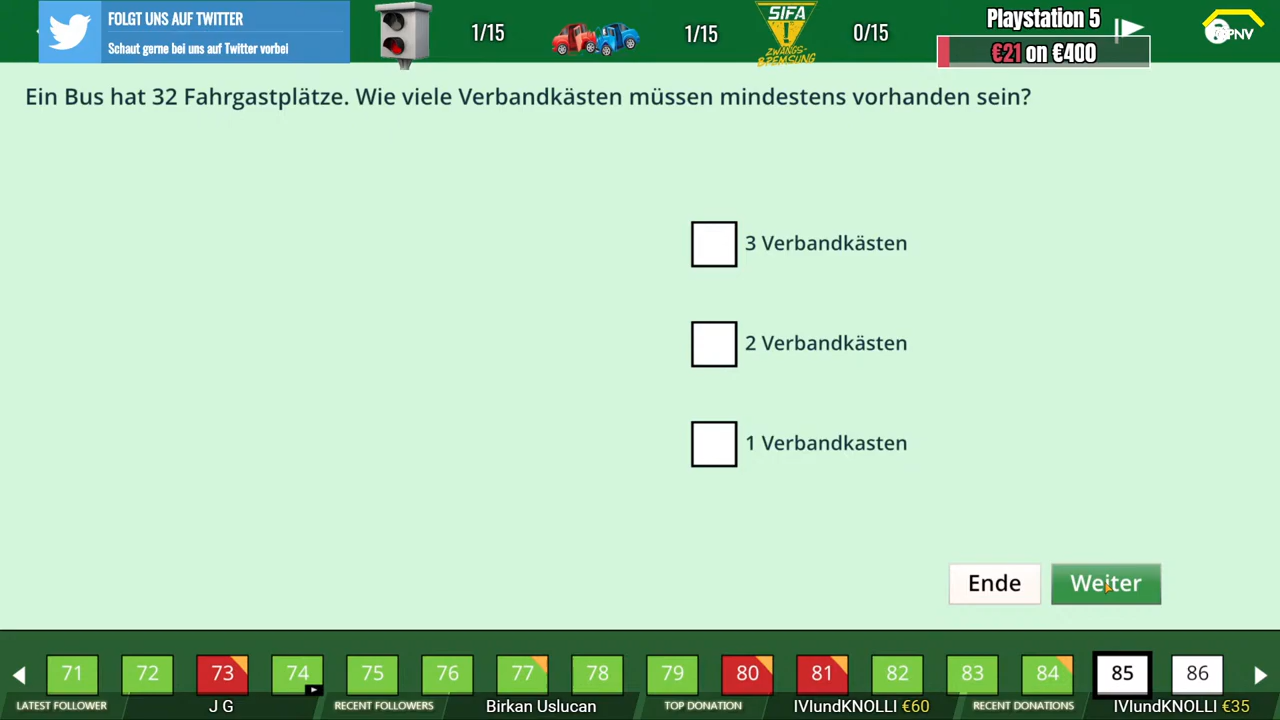 FOLGT UNS AUF TWITTER
Schaut gerne bei uns auf Twitter vorbei
1/15
1/15
SIFA
!
ZWANGS-
BREMSUNG
0/15
Playstation 5
€21 on €400
ÖPNV
Ein Bus hat 32 Fahrgastplätze. Wie viele Verbandkästen müssen mindestens vorhanden sein?
3 Verbandkästen
2 Verbandkästen
1 Verbandkasten
Ende Weiter
71 72 73 74 75 76 77 78 79 80 81 82 83 84 85 86
LATEST FOLLOWER J G RECENT FOLLOWERS Birkan Uslucan TOP DONATION IVIundKNOLLI €60 RECENT DONATIONS IVIundKNOLLI €35